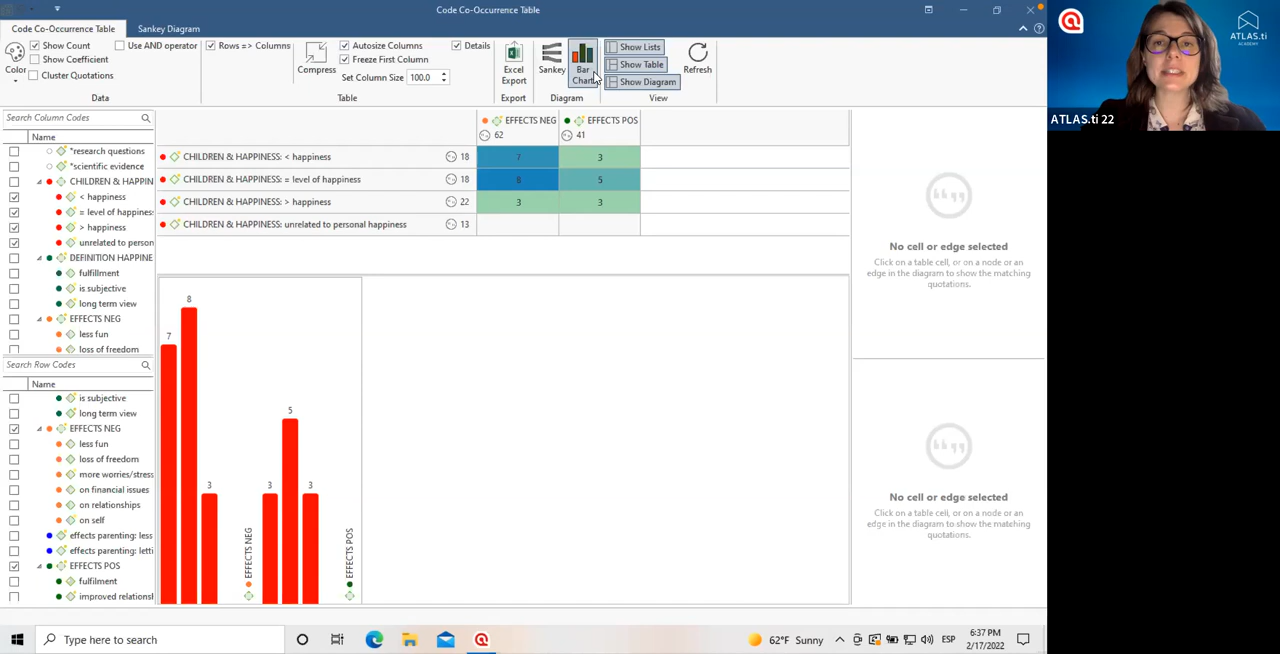 Code Co-Occurrence Table
Code Co-Occurrence Table
Sankey Diagram
Color
Show Count
Use AND operator
Show Coefficient
Cluster Quotations
Data
Rows => Columns
Compress
Autosize Columns
Freeze First Column
Set Column Size 100.0
Table
Details
Excel
Export
Export
Sankey
Bar
Chart
Diagram
Show Lists
Show Table
Show Diagram
View
Refresh
Search Column Codes
Name
*research questions
*scientific evidence
CHILDREN & HAPPIN
< happiness
= level of happiness
> happiness
unrelated to person
DEFINITION HAPPINE
fulfillment
is subjective
long term view
EFFECTS NEG
less fun
loss of freedom
Search Row Codes
Name
is subjective
long term view
EFFECTS NEG
less fun
loss of freedom
more worries/stress
on financial issues
on relationships
on self
effects parenting: less
effects parenting: letti
EFFECTS POS
fulfilment
improved relationsl
EFFECTS NEG
62
EFFECTS POS
41
CHILDREN & HAPPINESS: < happiness 18 7 3
CHILDREN & HAPPINESS: = level of happiness 18 8 5
CHILDREN & HAPPINESS: > happiness 22 3 3
CHILDREN & HAPPINESS: unrelated to personal happiness 13
7
8
3
EFFECTS NEG
3
5
3
EFFECTS POS
No cell or edge selected
Click on a table cell, or on a node or an
edge in the diagram to show the matching
quotations.
No cell or edge selected
Click on a table cell, or on a node or an
edge in the diagram to show the matching
quotations.
ATLAS.ti
ACADEMY
ATLAS.ti 22
Type here to search
62°F Sunny
ESP
6:37 PM
2/17/2022